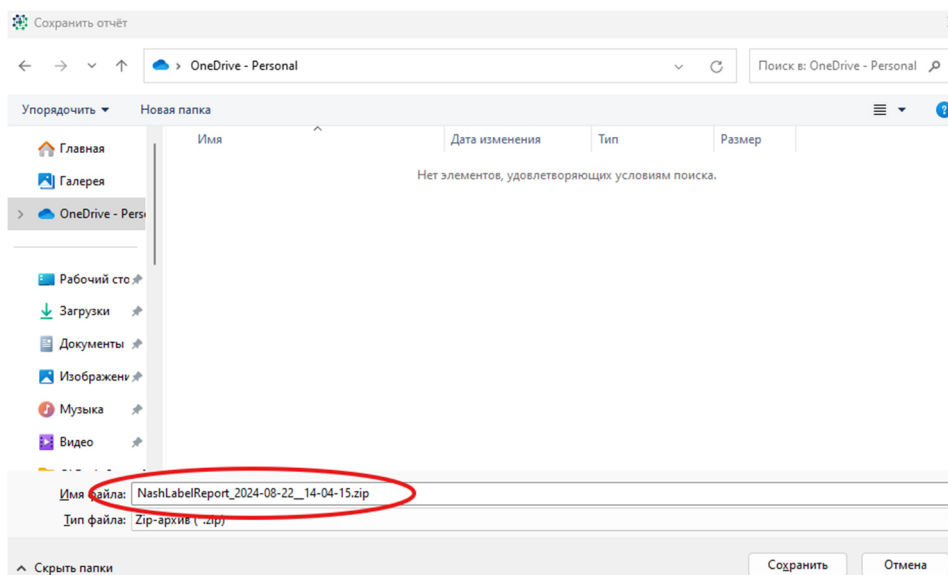 Сохранить отчёт
OneDrive - Personal
Поиск в: OneDrive - Personal
Упорядочить
Новая папка
Имя
Дата изменения
Тип
Размер
Нет элементов, удовлетворяющих условиям поиска.
Главная
Галерея
OneDrive - Pers
Рабочий сто
Загрузки
Документы
Изображени
Музыка
Видео
Имя файла: NashLabelReport_2024-08-22__14-04-15.zip
Тип файла: Zip-архив ( .zip)
Скрыть папки
Сохранить
Отмена